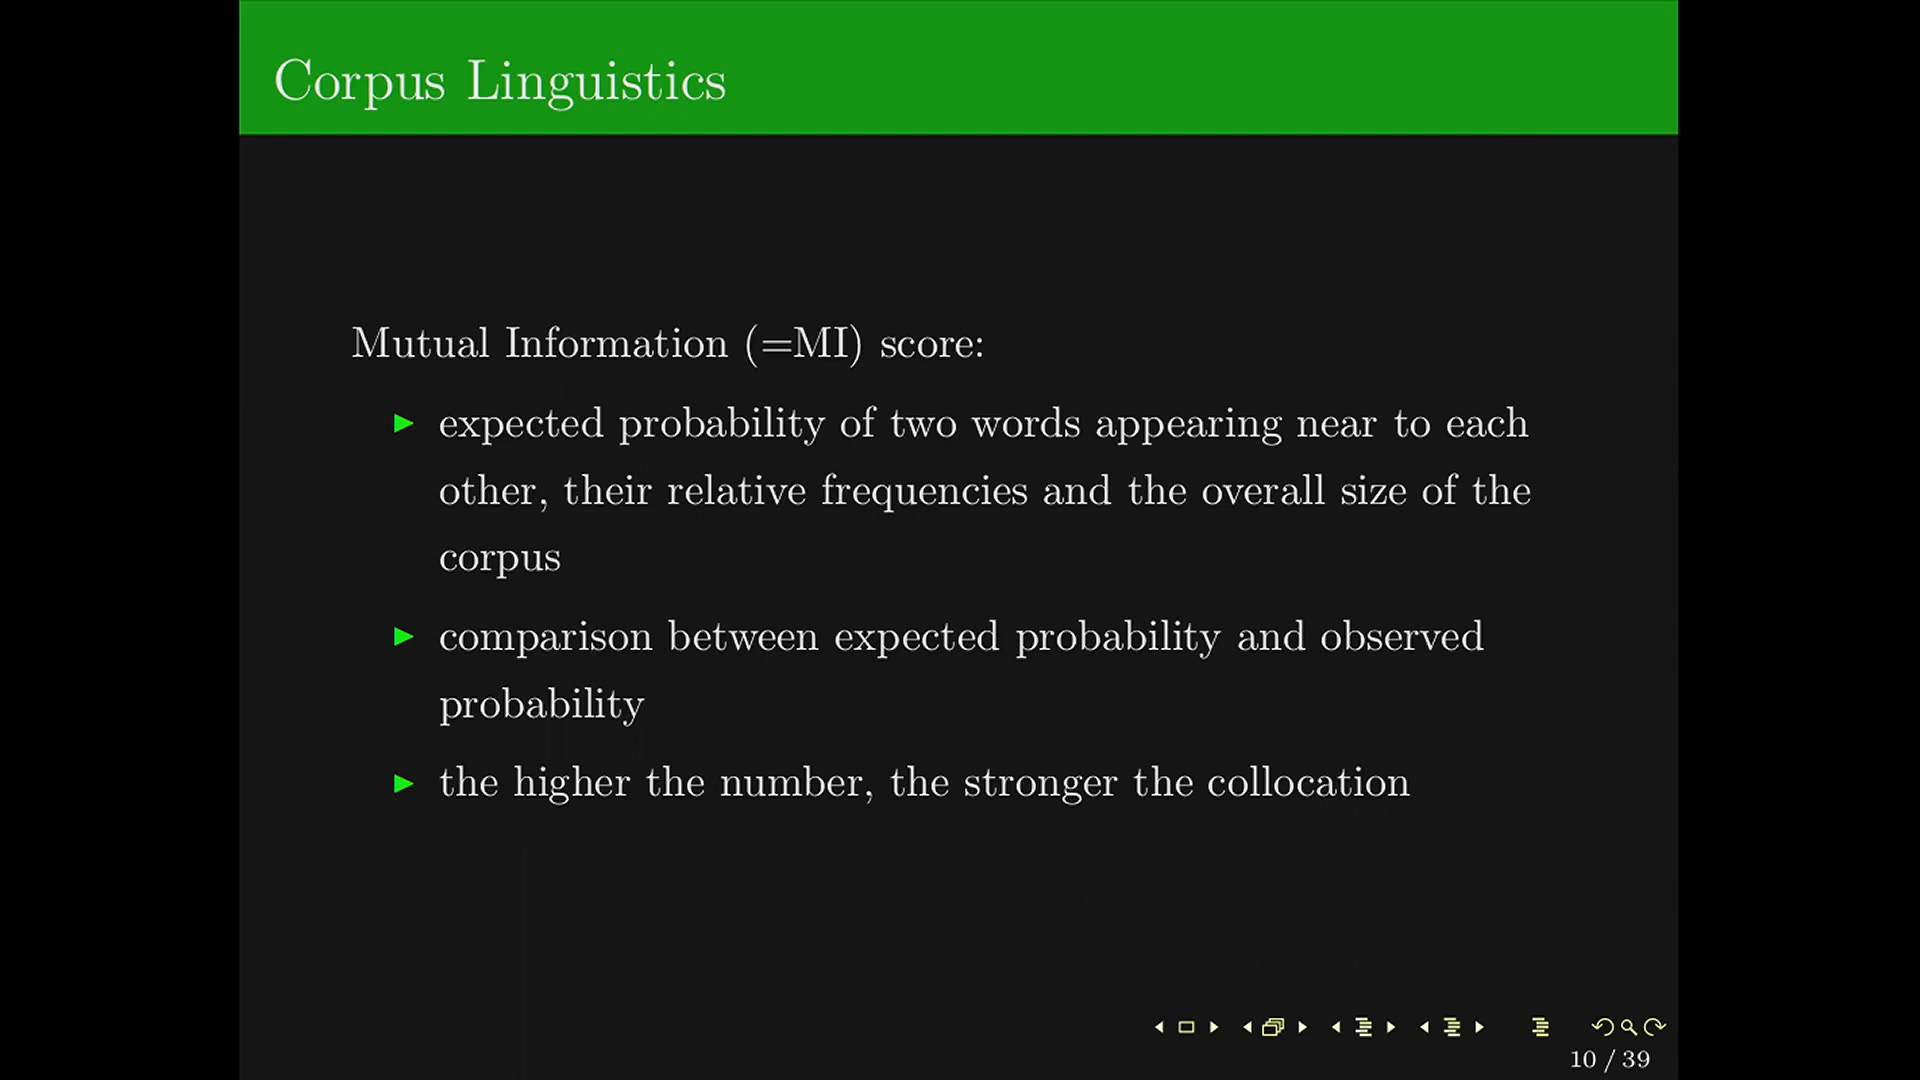 Corpus Linguistics
Mutual Information (=MI) score:
expected probability of two words appearing near to each
other, their relative frequencies and the overall size of the
corpus
comparison between expected probability and observed
probability
the higher the number, the stronger the collocation
10 / 39